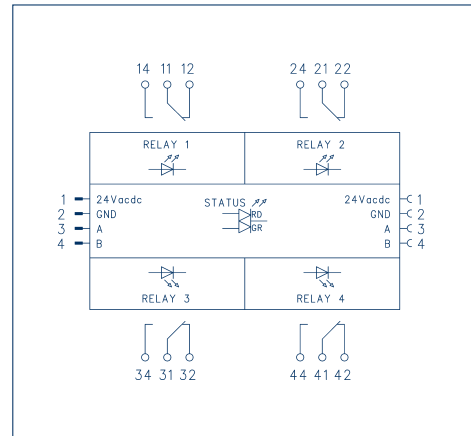 14 11 12 24 21 22
RELAY 1 RELAY 2
1 24Vacdc STATUS 24Vacdc 1
2 GND RD GND 2
3 A GR A 3
4 B B 4
RELAY 3 RELAY 4
34 31 32 44 41 42